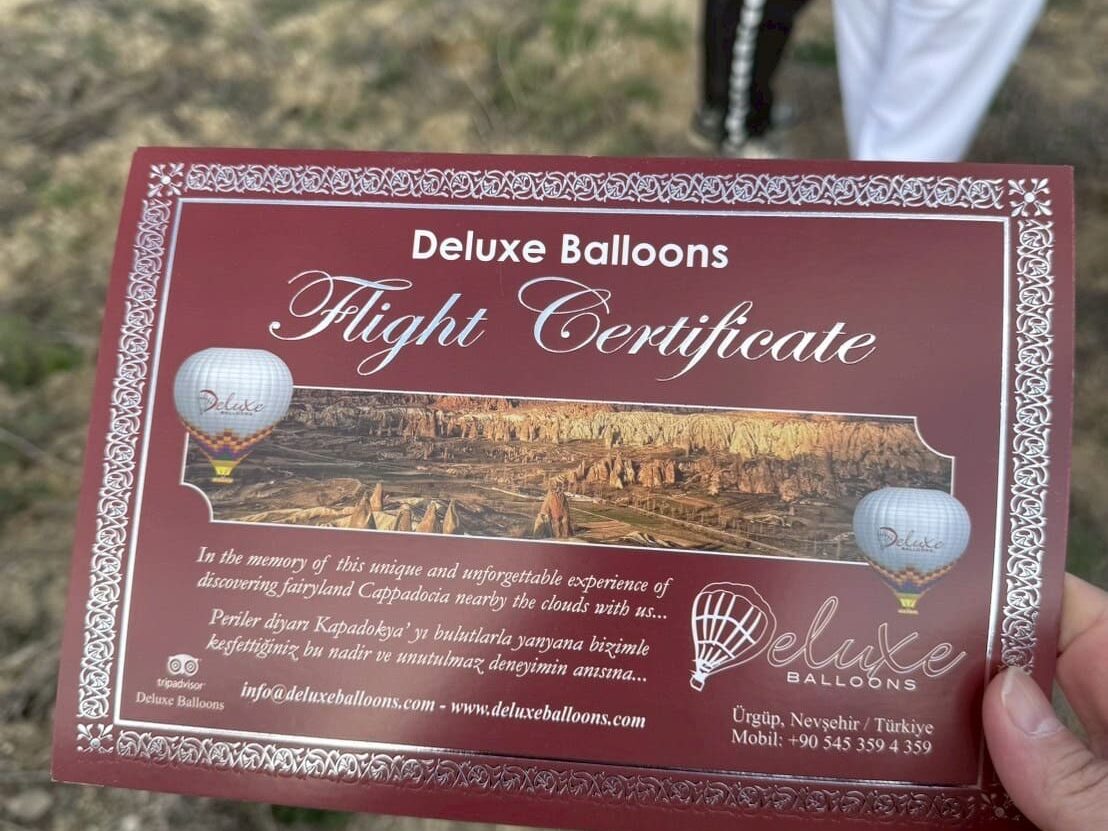 Deluxe Balloons
Flight Certificate
Deluxe
BALLOONS
Deluxe
BALLOONS
In the memory of this unique and unforgettable experience of
discovering fairyland Cappadocia nearby the clouds with us...
Periler diyarı Kapadokya' yı bulutlarla yanyana bizimle
keşfettiğiniz bu nadir ve unutulmaz deneyimin anısına...
tripadvisor
Deluxe Balloons
info@deluxeballoons.com - www.deluxeballoons.com
Deluxe
BALLOONS
Ürgüp, Nevşehir / Türkiye
Mobil: +90 545 359 4 359